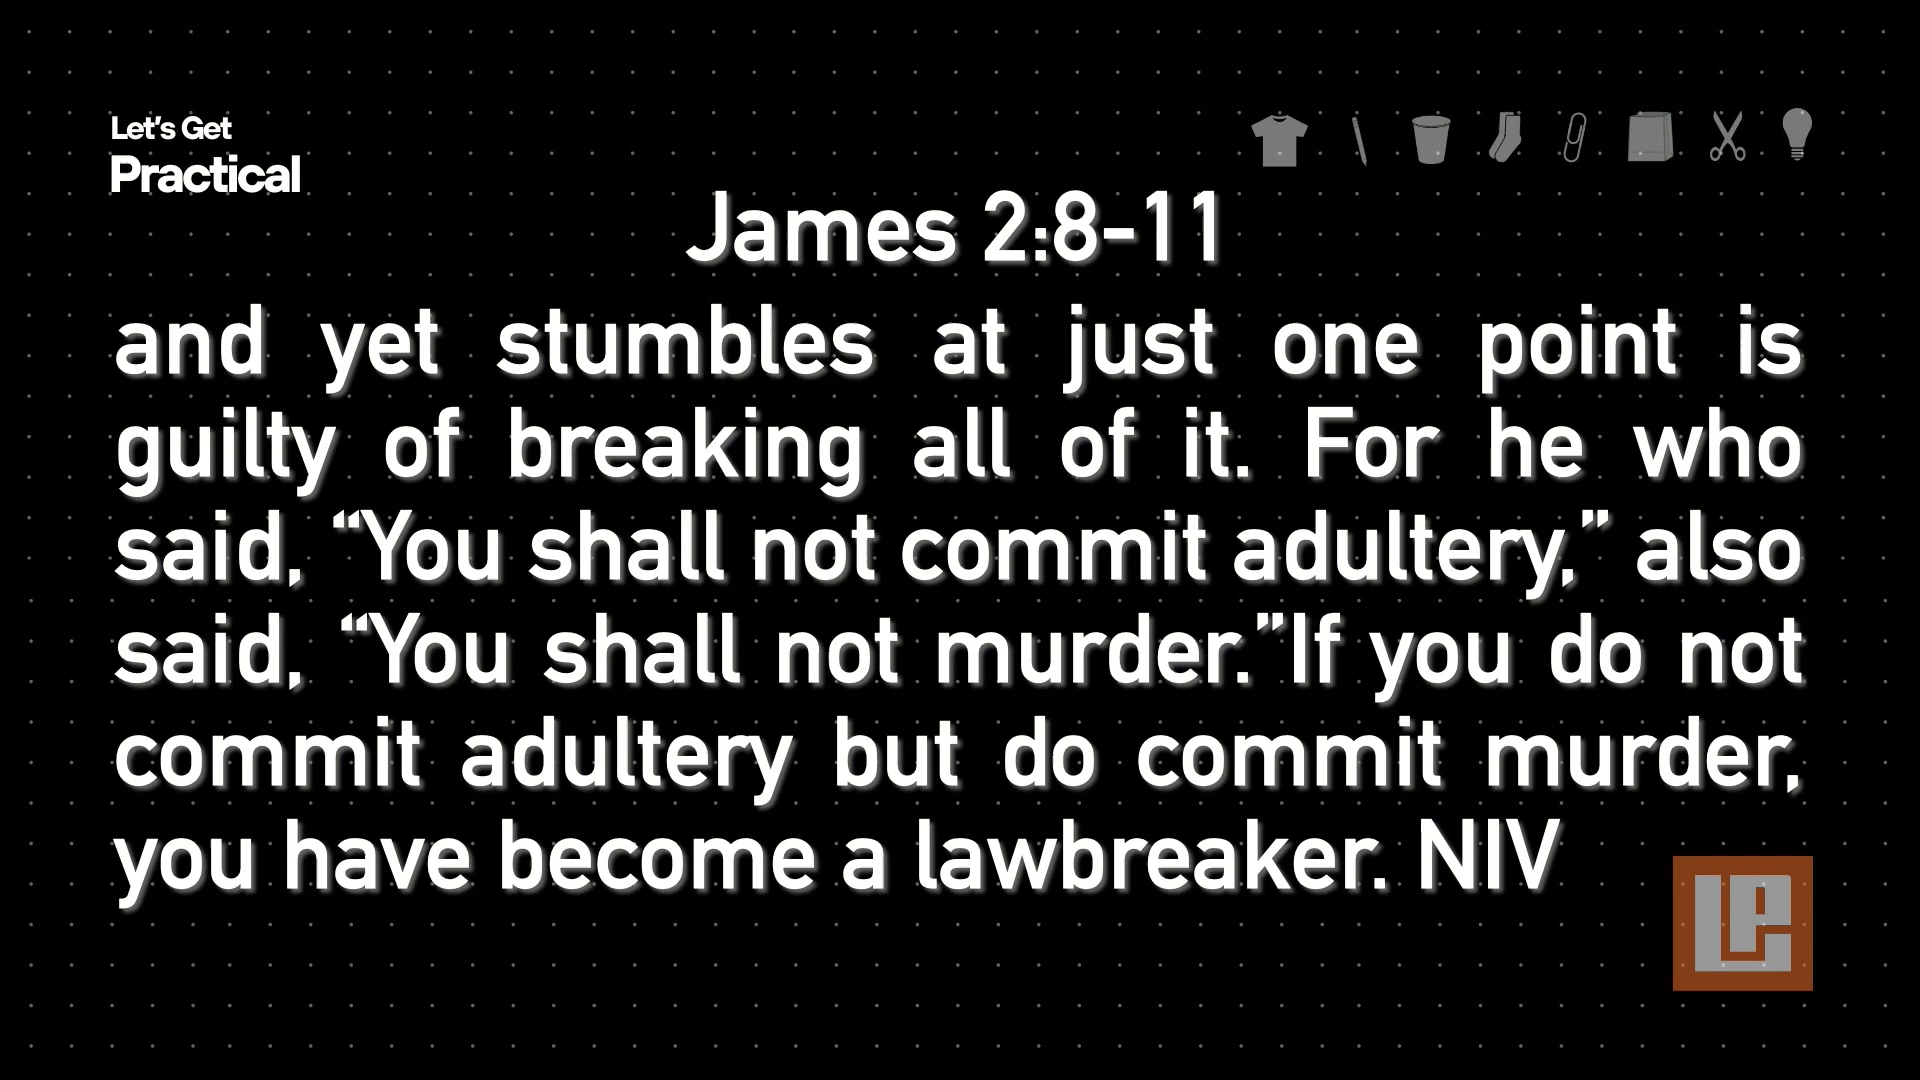 Let's Get
Practical
James 2:8-11
and yet stumbles at just one point is
guilty of breaking all of it. For he who
said, “You shall not commit adultery,” also
said, “You shall not murder.”If you do not
commit adultery but do commit murder,
you have become a lawbreaker. NIV